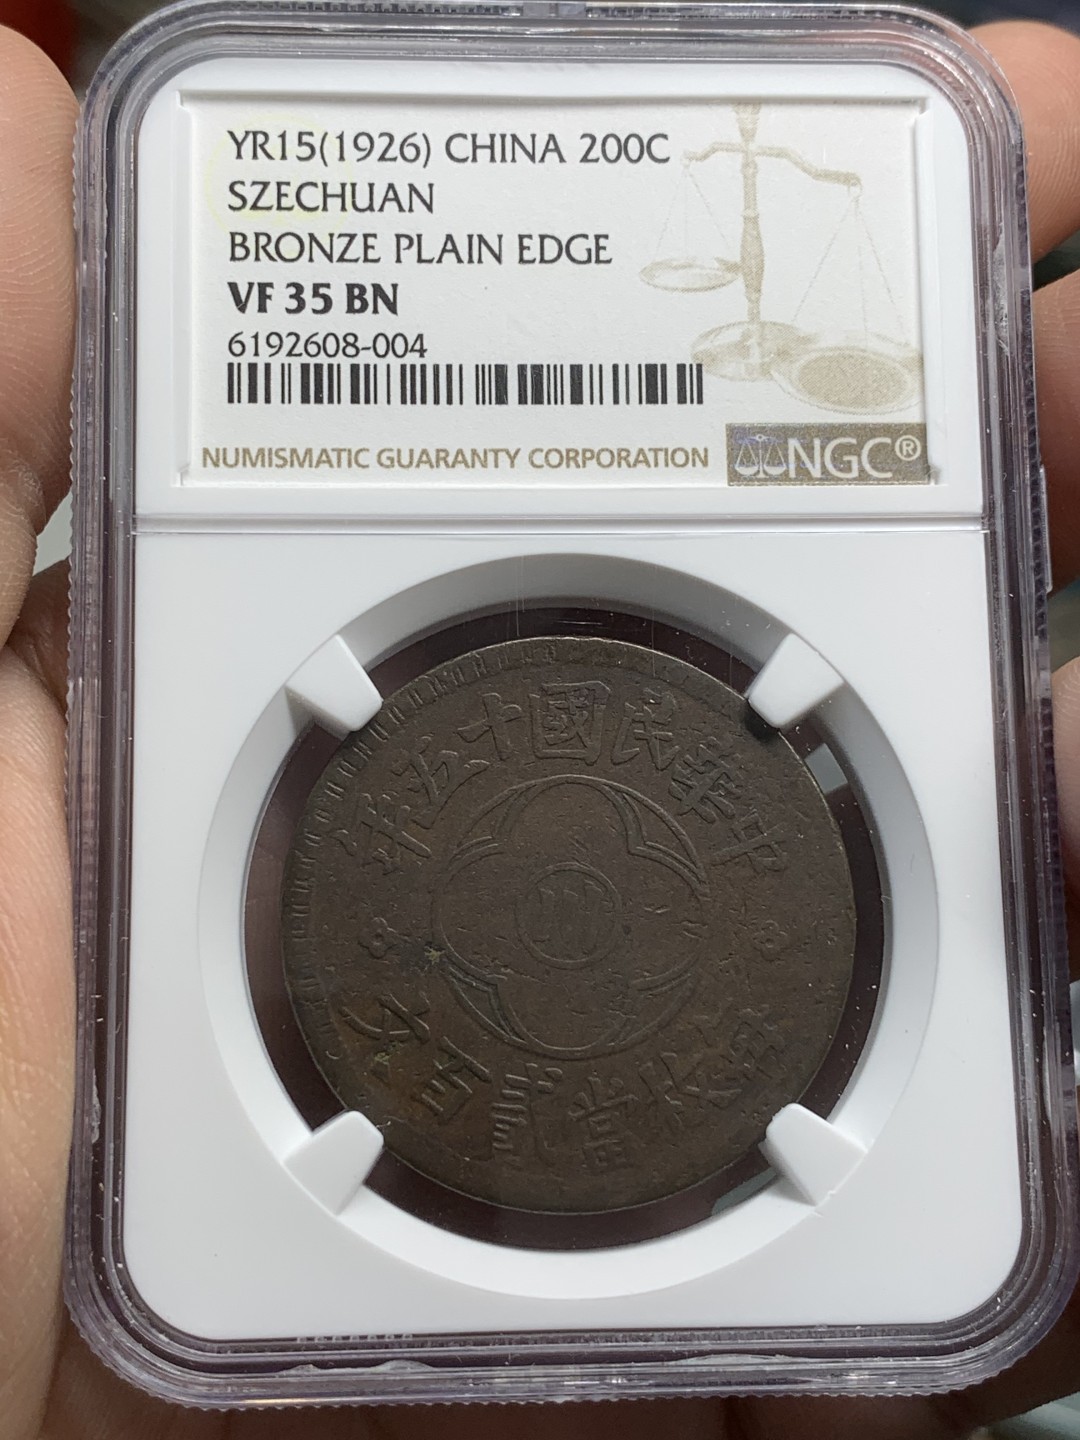 YR15(1926) CHINA 200C
SZECHUAN
BRONZE PLAIN EDGE
VF 35 BN
6192608-004
NUMISMATIC GUARANTY CORPORATION
NGC®
中華民國十五年
川
每枚當貳百文